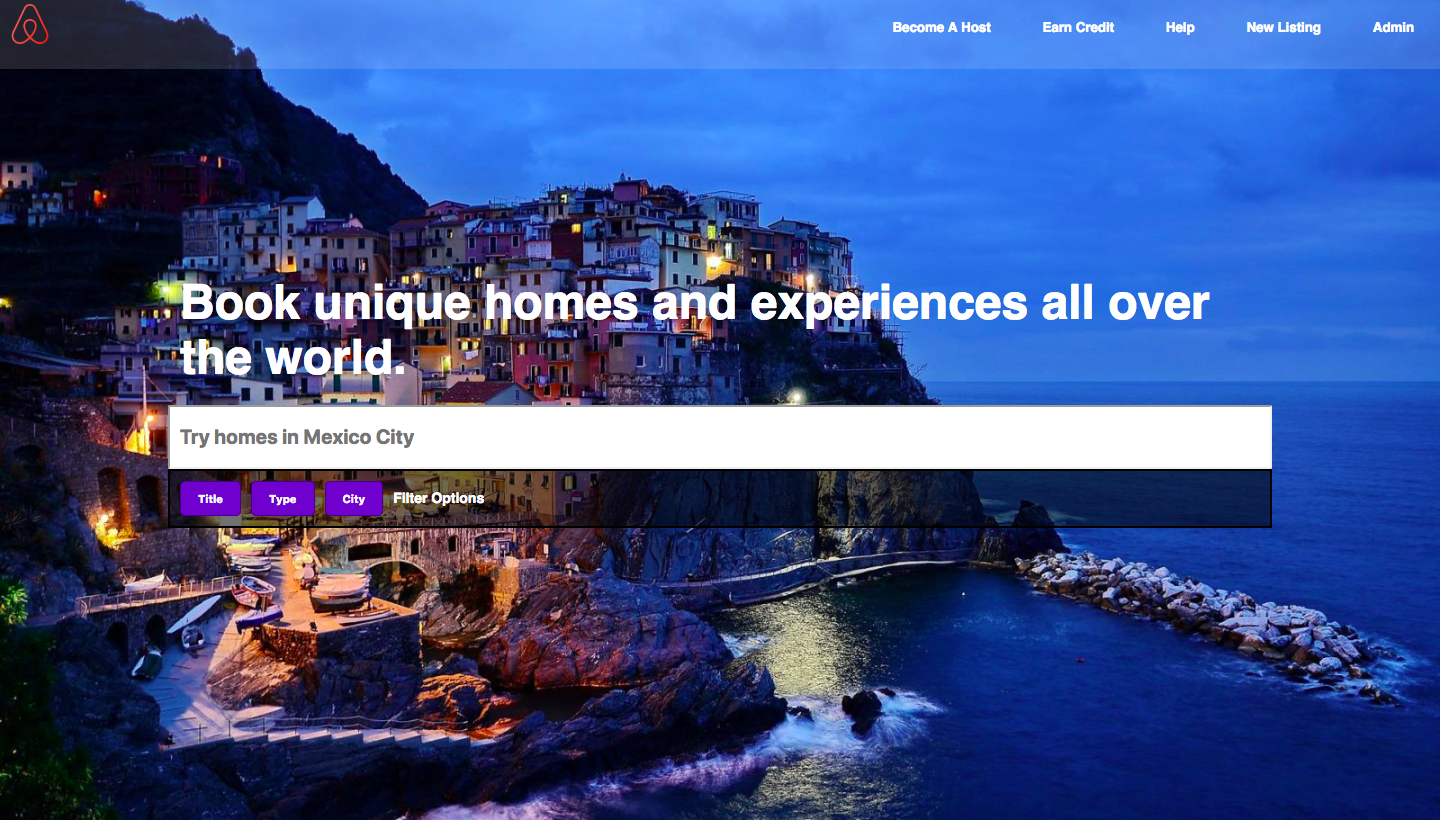 Become A Host
Earn Credit
Help
New Listing
Admin
Book unique homes and experiences all over
the world.
Try homes in Mexico City
Title
Type
City
Filter Options